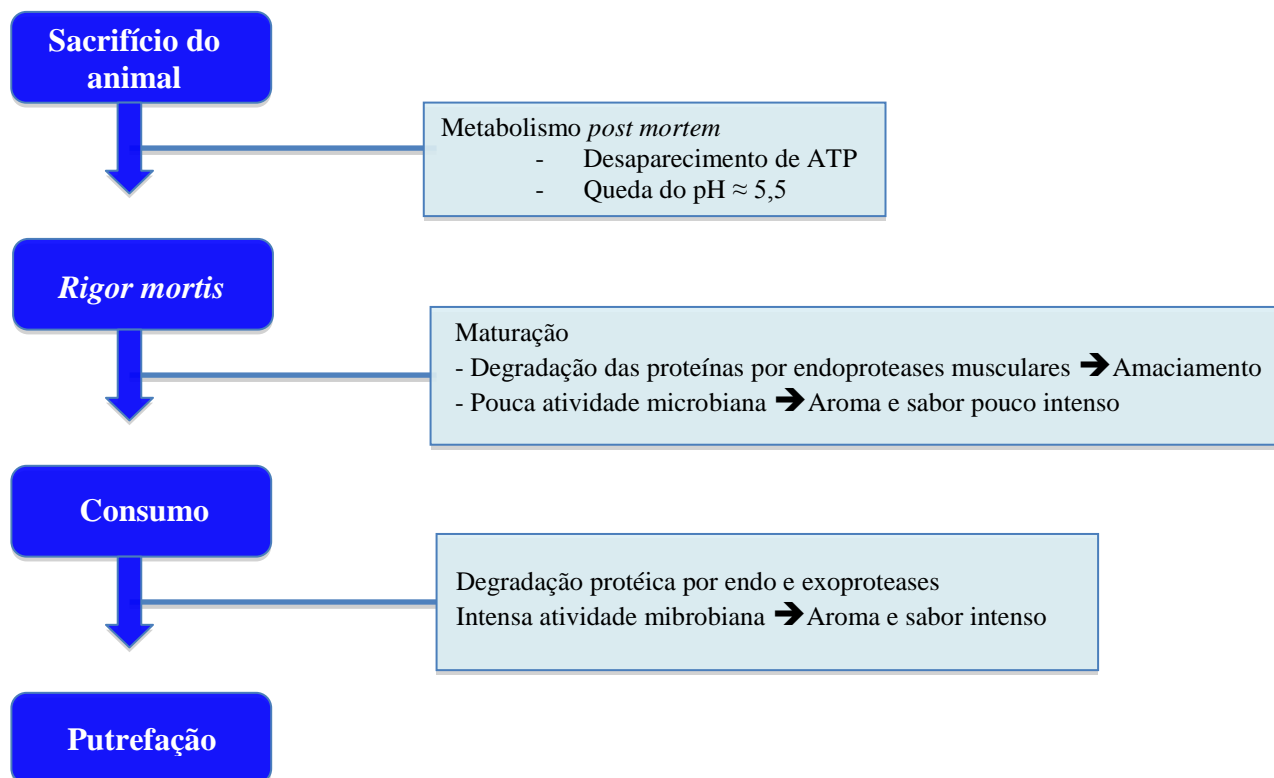 Sacrifício do
animal
Metabolismo post mortem
- Desaparecimento de ATP
- Queda do pH ≈ 5,5
Rigor mortis
Maturação
- Degradação das proteínas por endoproteases musculares ➔ Amaciamento
- Pouca atividade microbiana ➔ Aroma e sabor pouco intenso
Consumo
Degradação protéica por endo e exoproteases
Intensa atividade mibrobiana ➔ Aroma e sabor intenso
Putrefação